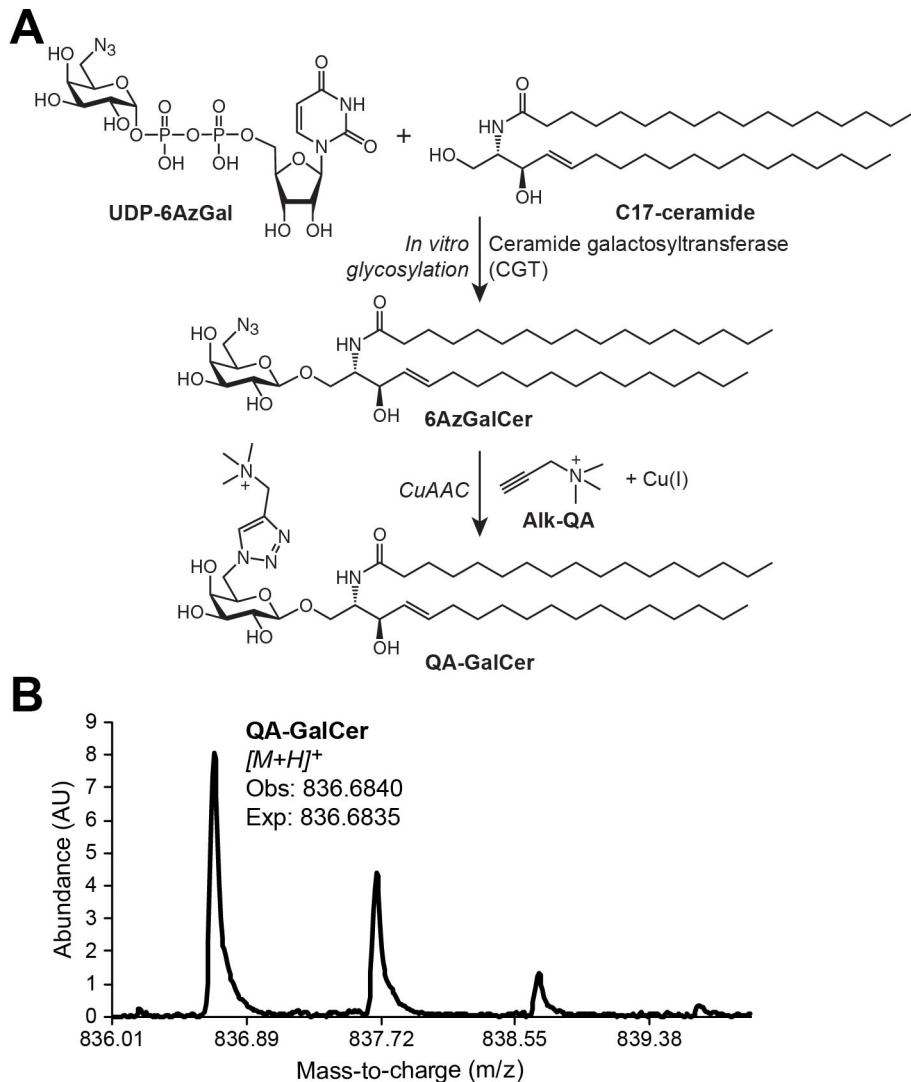 A
N3
HO
O
HO
HO
O
O
O
P
O
P
O
OH
OH
O
NH
N
O
O
HO
OH
UDP-6AzGal
+
O
HN
HO
OH
C17-ceramide
In vitro
glycosylation
Ceramide galactosyltransferase
(CGT)
N3
HO
O
HO
HO
O
O
HN
OH
6AzGalCer
CuAAC
N
+
Alk-QA
+ Cu(I)
N
+
N
N
N
HO
O
HO
HO
O
O
HN
OH
QA-GalCer
B
QA-GalCer
[M+H]+
Obs: 836.6840
Exp: 836.6835
Abundance (AU)
9
8
7
6
5
4
3
2
1
0
836.01 836.89 837.72 838.55 839.38
Mass-to-charge (m/z)